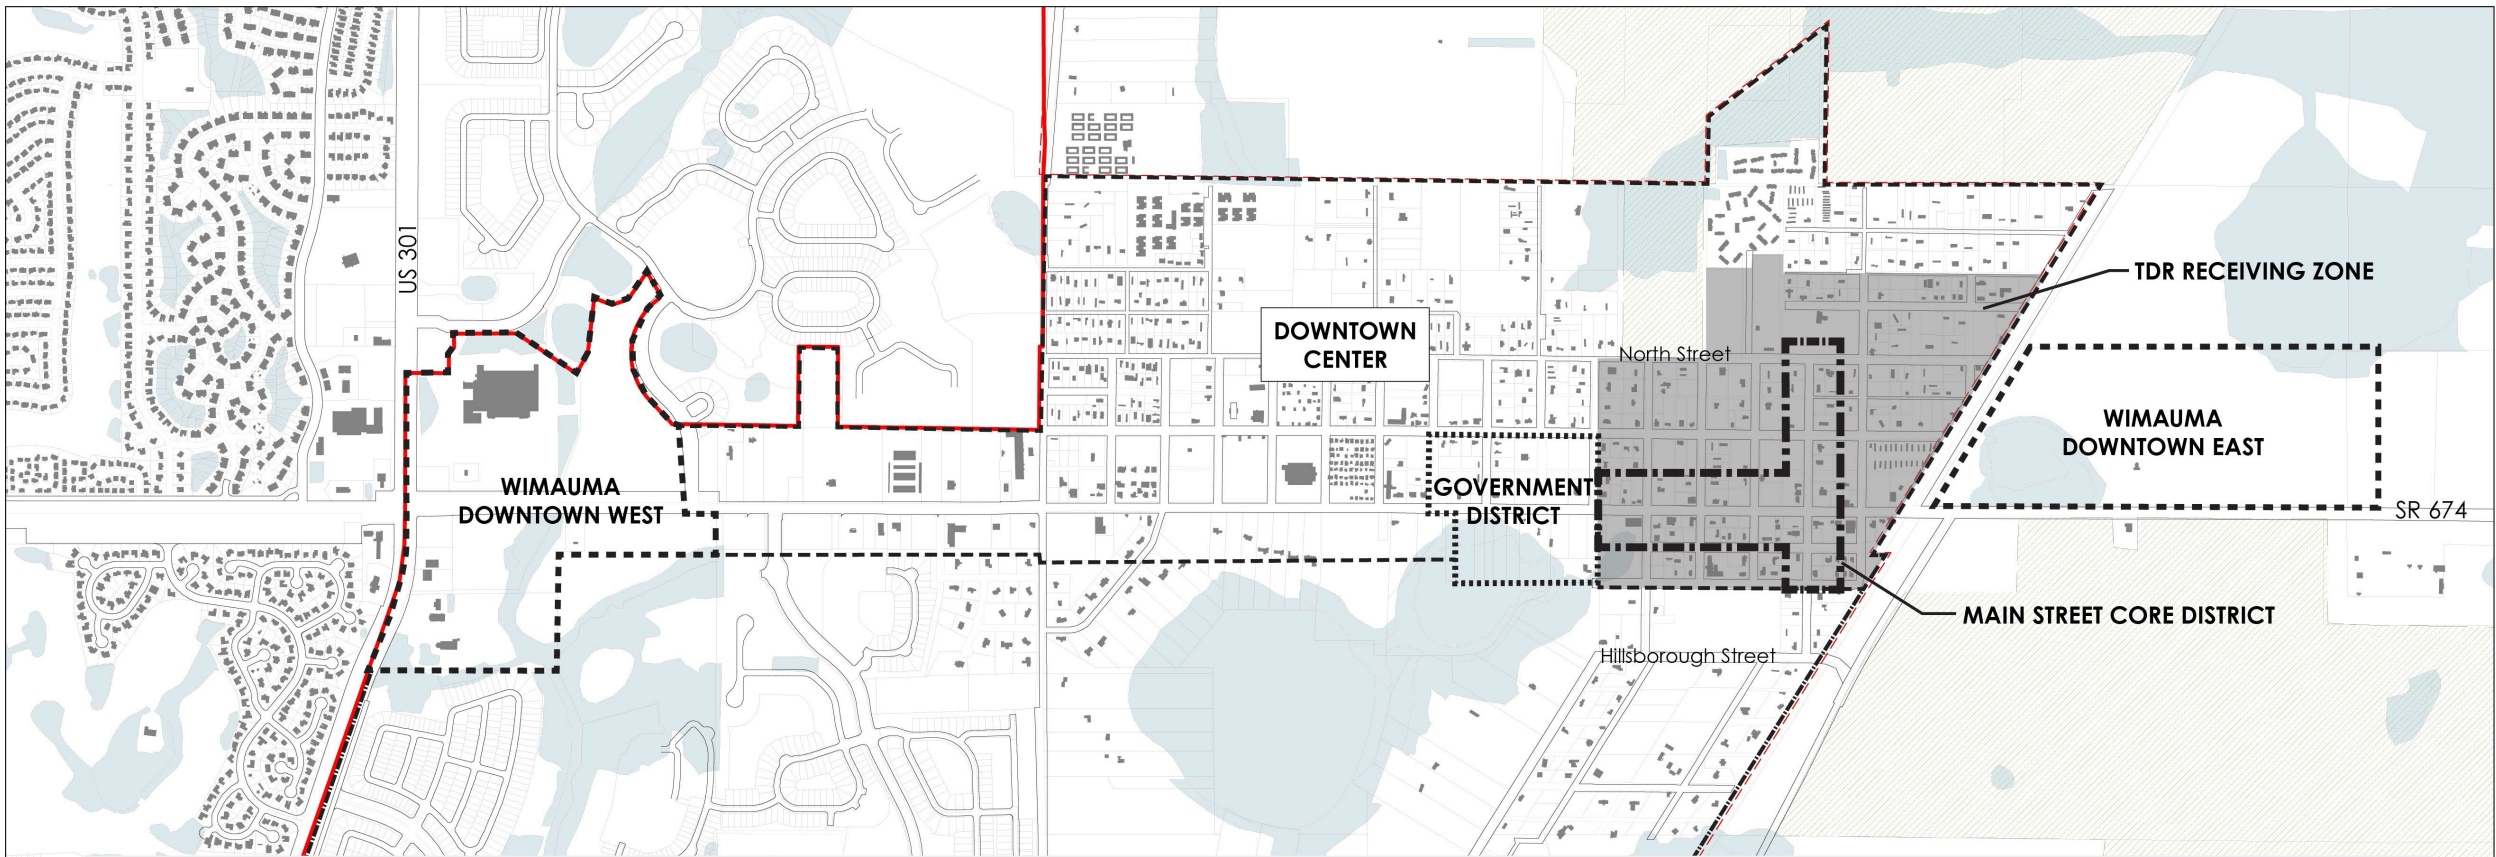 US 301
TDR RECEIVING ZONE
DOWNTOWN
CENTER
North Street
WIMAUMA
DOWNTOWN EAST
WIMAUMA
DOWNTOWN WEST
GOVERNMENT
DISTRICT
SR 674
MAIN STREET CORE DISTRICT
Hillsborough Street